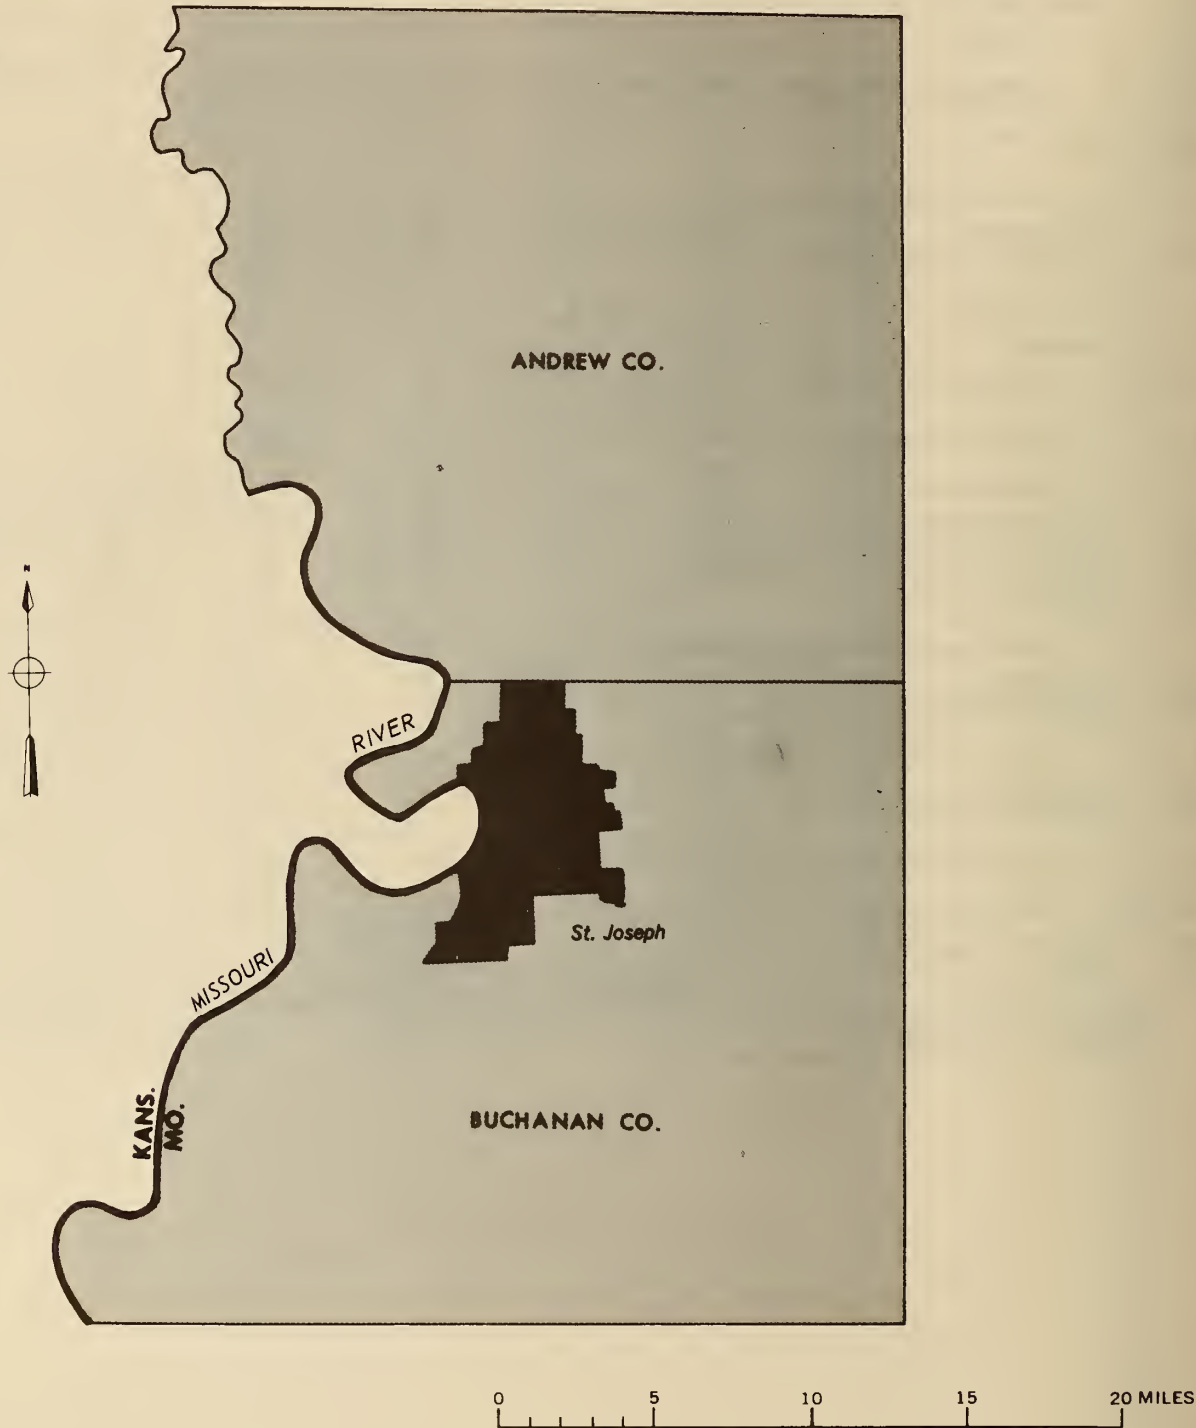 ANDREW CO.
N
RIVER
St. Joseph
MISSOURI
KANS.
MO.
BUCHANAN CO.
0 5 10 15 20 MILES